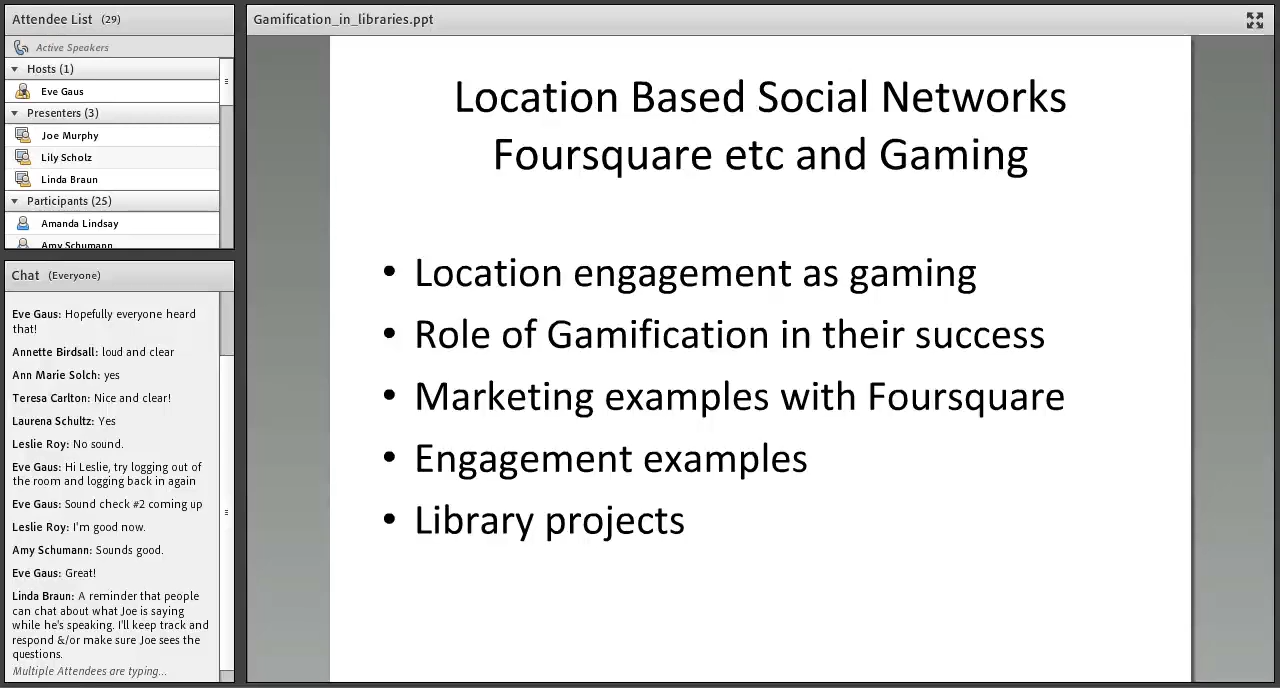 Attendee List (29)
Active Speakers
Hosts (1)
Eve Gaus
Presenters (3)
Joe Murphy
Lily Scholz
Linda Braun
Participants (25)
Amanda Lindsay
Amy Schumann
Chat (Everyone)
Eve Gaus: Hopefully everyone heard
that!
Annette Birdsall: loud and clear
Ann Marie Solch: yes
Teresa Carlton: Nice and clear!
Laurena Schultz: Yes
Leslie Roy: No sound.
Eve Gaus: Hi Leslie, try logging out of
the room and logging back in again
Eve Gaus: Sound check #2 coming up
Leslie Roy: I'm good now.
Amy Schumann: Sounds good.
Eve Gaus: Great!
Linda Braun: A reminder that people
can chat about what Joe is saying
while he's speaking. I'll keep track and
respond &/or make sure Joe sees the
questions.
Multiple Attendees are typing...
Gamification_in_libraries.ppt
Location Based Social Networks
Foursquare etc and Gaming
• Location engagement as gaming
• Role of Gamification in their success
• Marketing examples with Foursquare
• Engagement examples
• Library projects